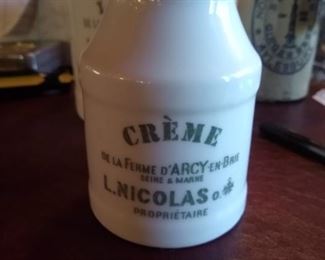 CRÈME
DE LA FERME D'ARCY-EN-BRIE
SEINE & MARNE
L.NICOLAS O.
PROPRIÉTAIRE